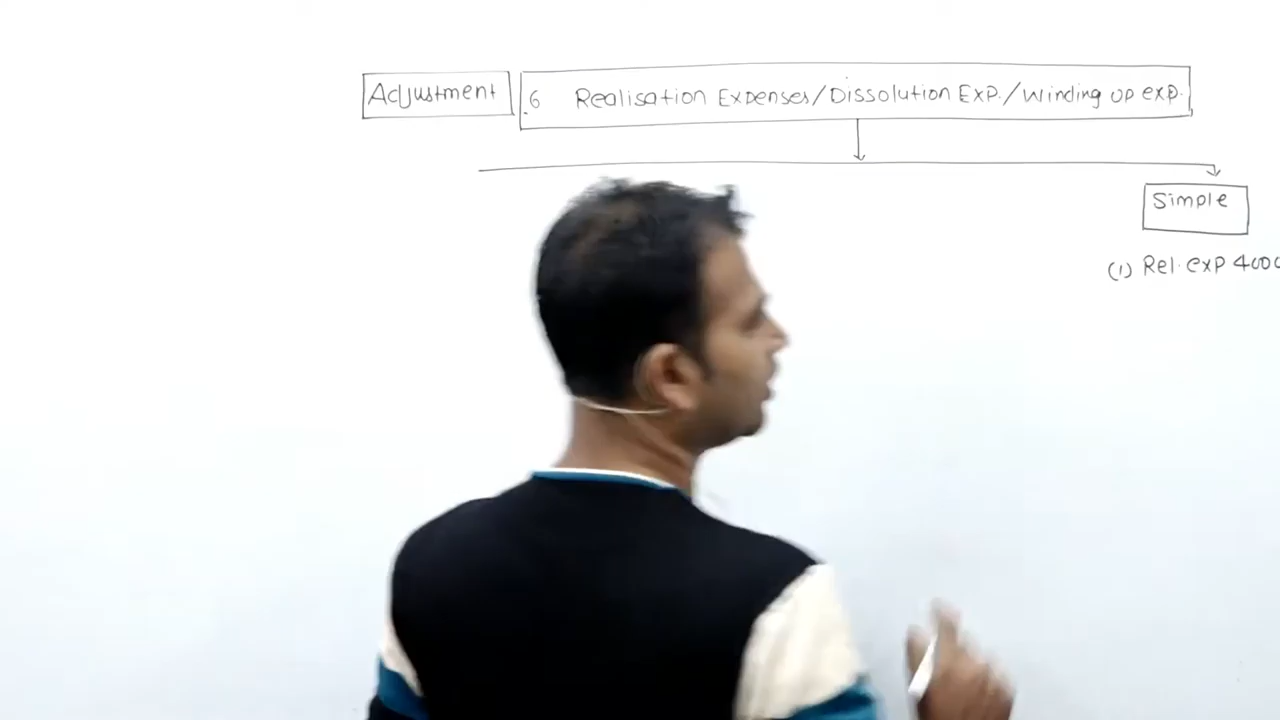 Adjustment 6 Realisation Expenses/Dissolution Exp./Winding up exp.
Simple
(1) Rel. exp 4000